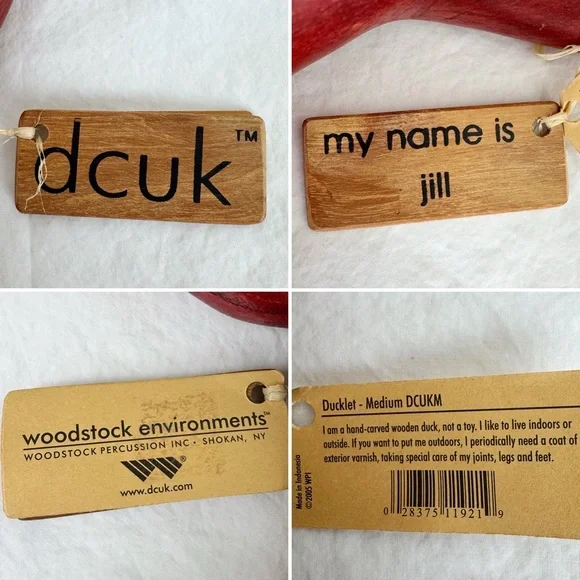 dcuk™
my name is
jill
woodstock environments™
WOODSTOCK PERCUSSION INC • SHOKAN, NY
®
www.dcuk.com
Ducklet - Medium DCUKM
I am a hand-carved wooden duck, not a toy. I like to live indoors or
outside. If you want to put me outdoors, I periodically need a coat of
exterior varnish, taking special care of my joints, legs and feet.
Made in Indonesia
©2005 WPI
0 28375 11921 9